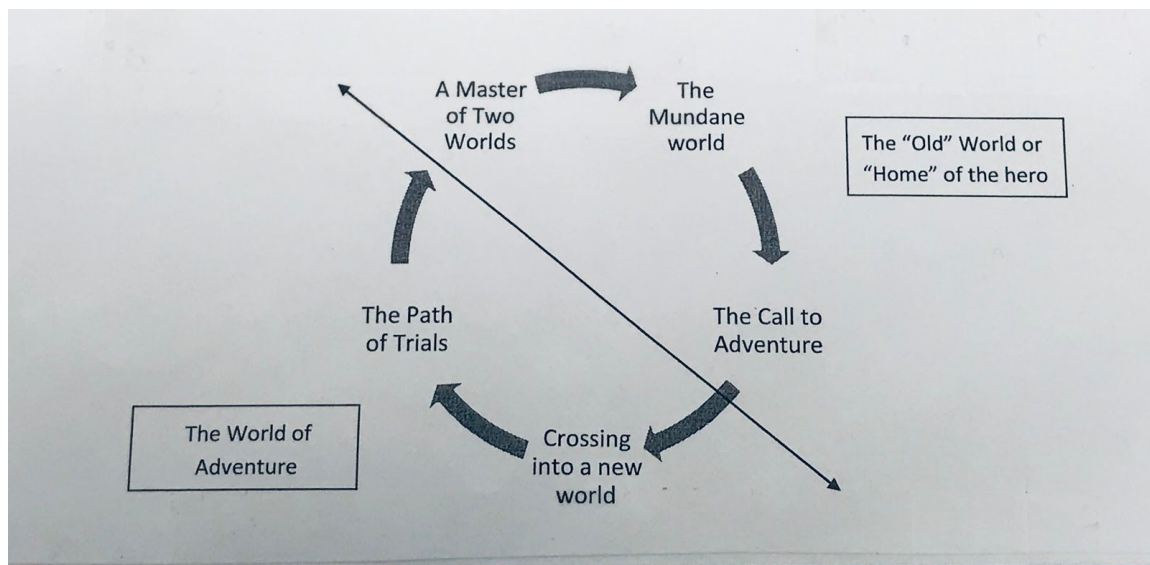 A Master
of Two
Worlds
The
Mundane
world
The “Old” World or
“Home” of the hero
The Call to
Adventure
Crossing
into a new
world
The Path
of Trials
The World of
Adventure